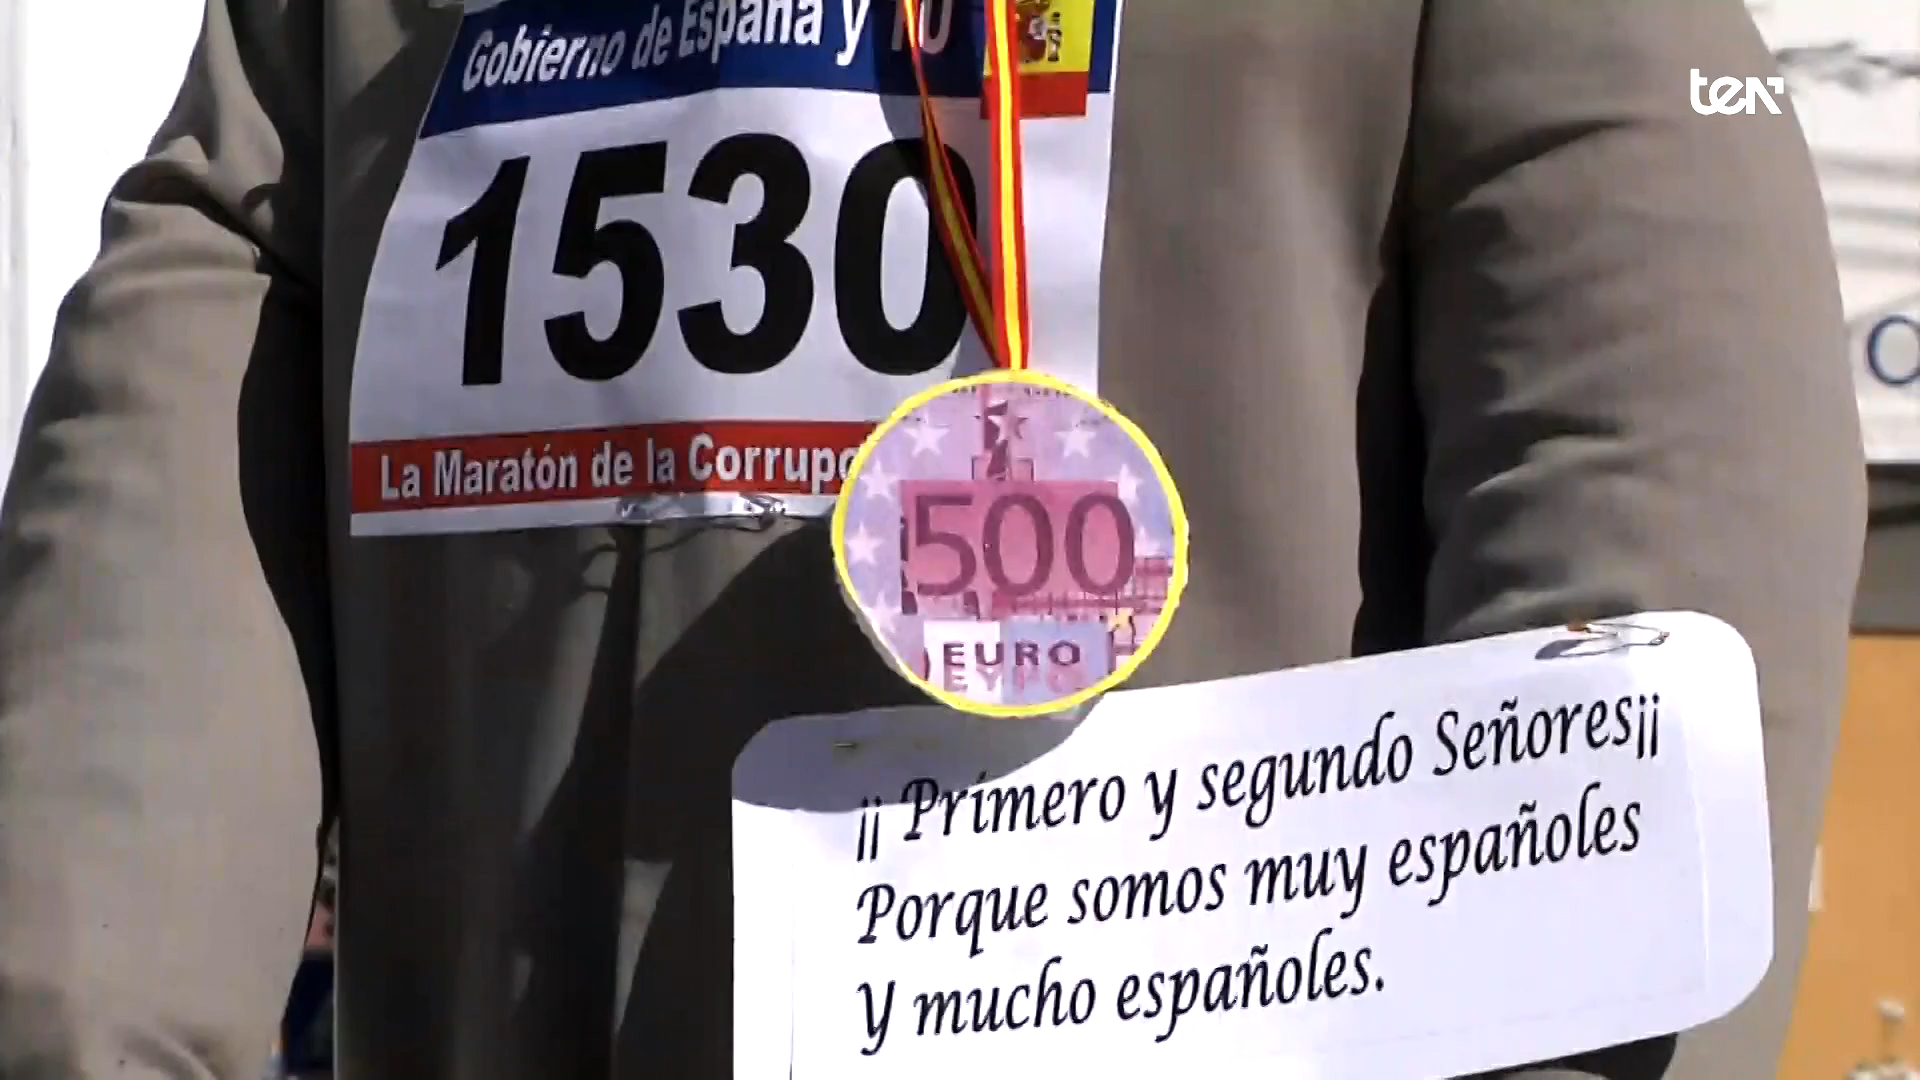 Gobierno de España y
ten
1530
La Maratón de la
500
EURO
ΕΥΡΩ
¡¡ Primero y segundo Señores¡¡
Porque somos muy españoles
Y mucho españoles.